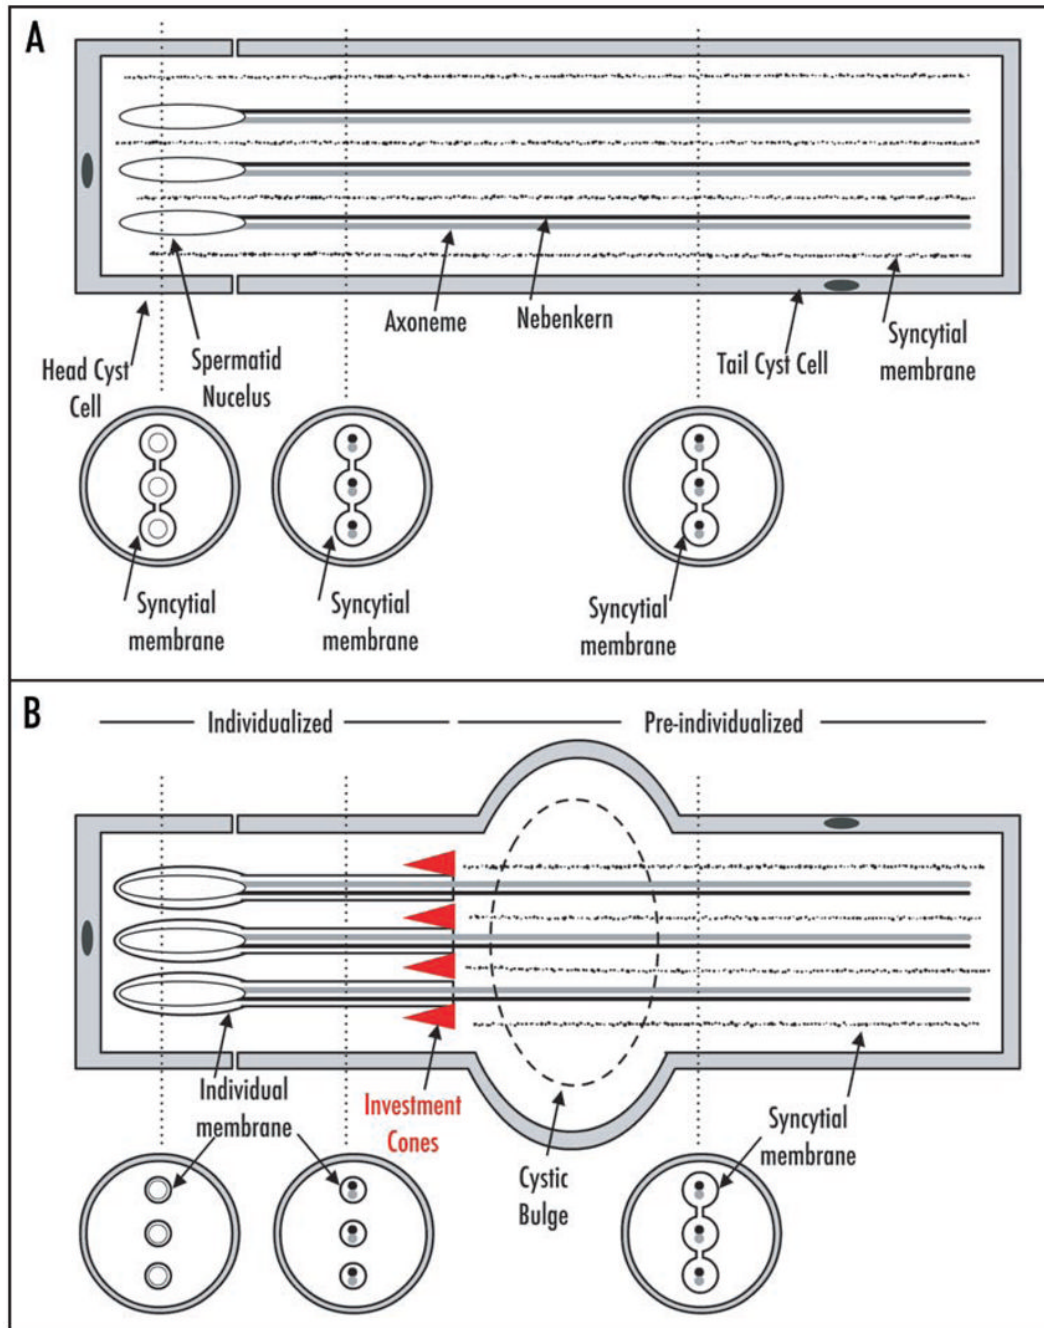 A
Head Cyst
Cell
Spermatid
Nucelus
Axoneme
Nebenkern
Tail Cyst Cell
Syncytial
membrane
Syncytial
membrane
Syncytial
membrane
Syncytial
membrane
B
Individualized
Pre-individualized
Individual
membrane
Investment
Cones
Cystic
Bulge
Syncytial
membrane